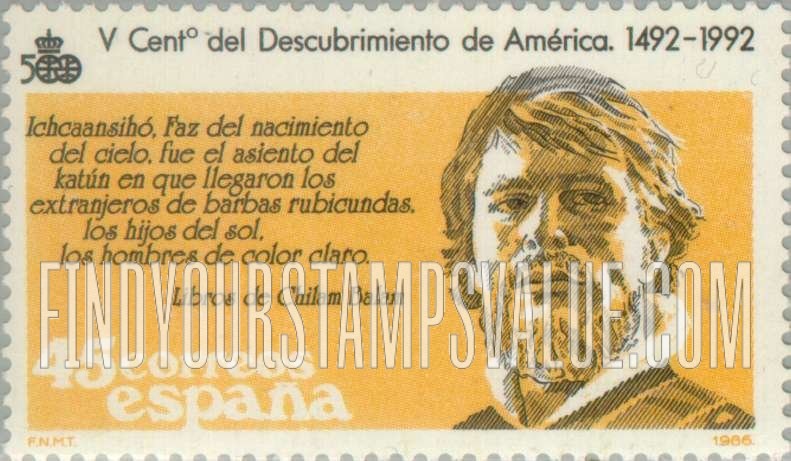 V Centº del Descubrimiento de América. 1492-1992
500
Ichcaansihó, Faz del nacimiento
del cielo, fue el asiento del
katún en que llegaron los
extranjeros de barbas rubicundas,
los hijos del sol,
los hombres de color claro.
Libros de Chilam Balam
FINDYOURSTAMPSVALUE.COM
45 correos
españa
F.N.M.T.
1986.